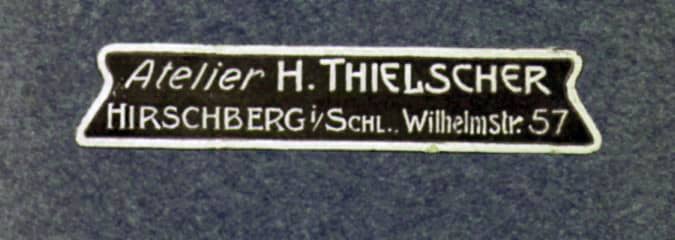 Atelier H. THIELSCHER
HIRSCHBERG i/SCHL., Wilhelmstr. 57